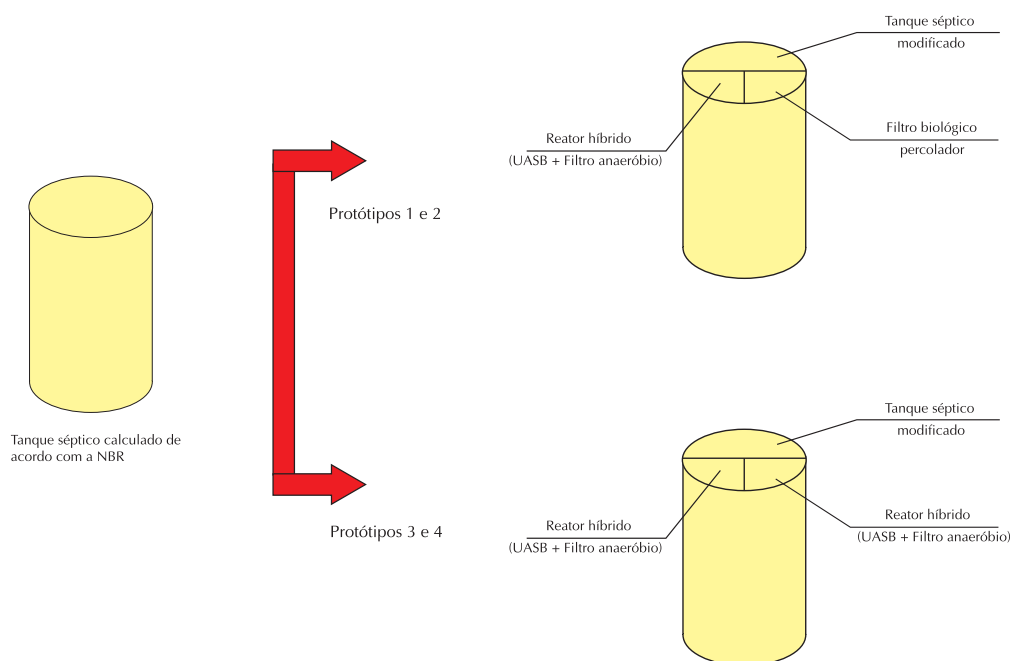 Tanque séptico
modificado
Filtro biológico
percolador
Reator híbrido
(UASB + Filtro anaeróbio)
Protótipos 1 e 2
Tanque séptico calculado de
acordo com a NBR
Protótipos 3 e 4
Tanque séptico
modificado
Reator híbrido
(UASB + Filtro anaeróbio)
Reator híbrido
(UASB + Filtro anaeróbio)